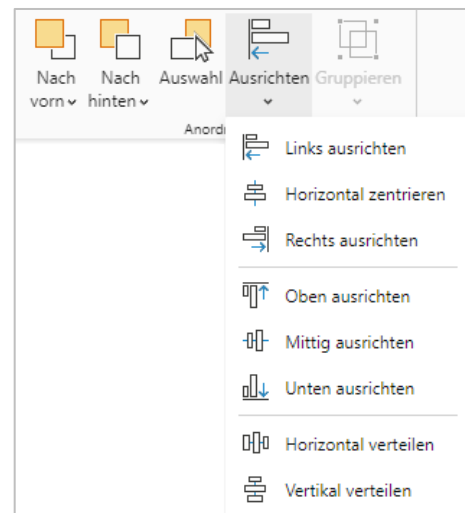 Nach Nach Auswahl Ausrichten Gruppieren
vorn hinten
Links ausrichten
Horizontal zentrieren
Rechts ausrichten
Oben ausrichten
Mittig ausrichten
Unten ausrichten
Horizontal verteilen
Vertikal verteilen